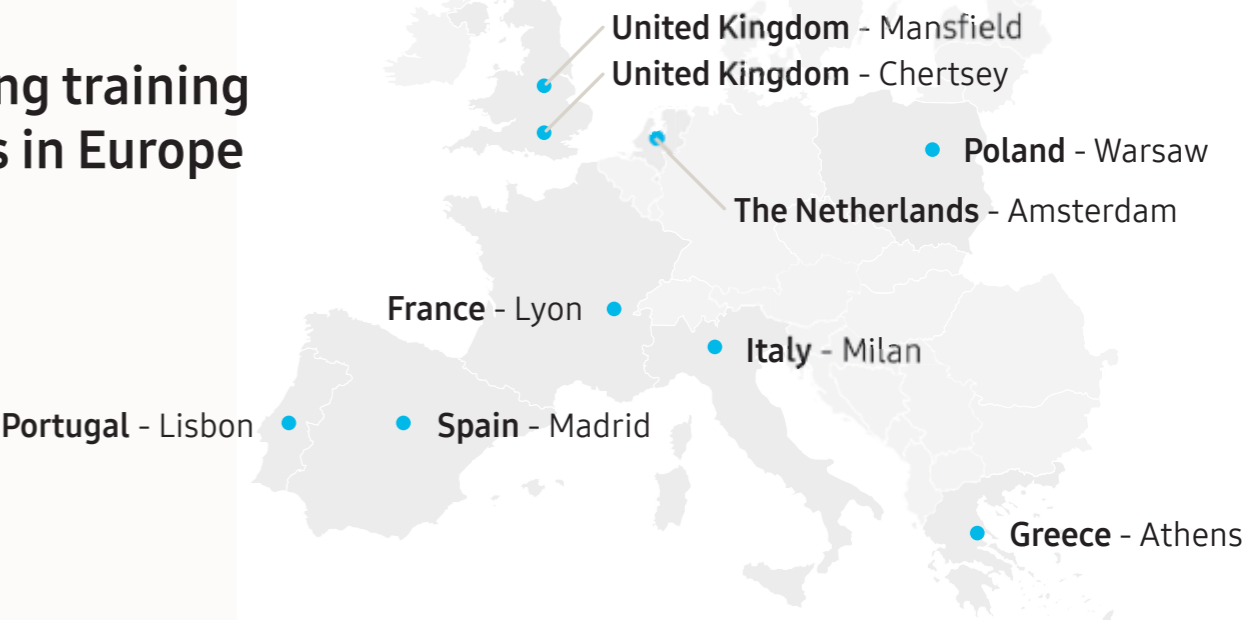 ng training
s in Europe
United Kingdom - Mansfield
United Kingdom - Chertsey
Poland - Warsaw
The Netherlands - Amsterdam
France - Lyon
Italy - Milan
Portugal - Lisbon
Spain - Madrid
Greece - Athens